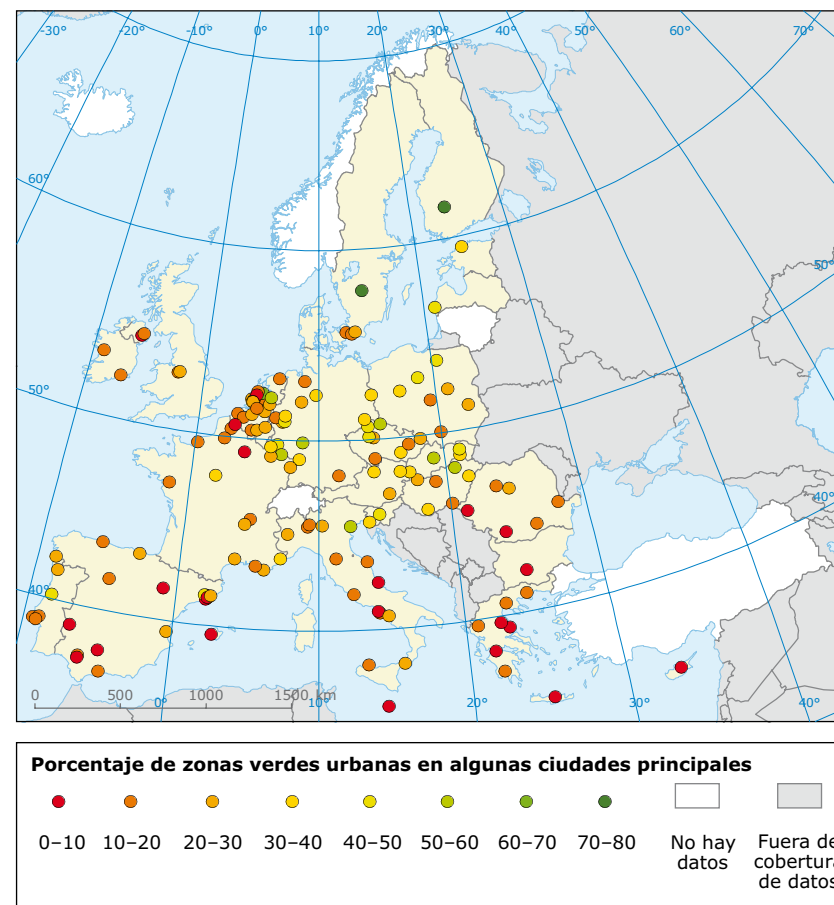 -30° -20° -10° 0° 10° 20° 30° 40° 50° 60° 70°
60°
50°
50°
40°
40°
0 500 1000 1500 km
0° 10° 20° 30° 40°
Porcentaje de zonas verdes urbanas en algunas ciudades principales
0–10 10–20 20–30 30–40 40–50 50–60 60–70 70–80
No hay
datos
Fuera de
cobertura
de datos